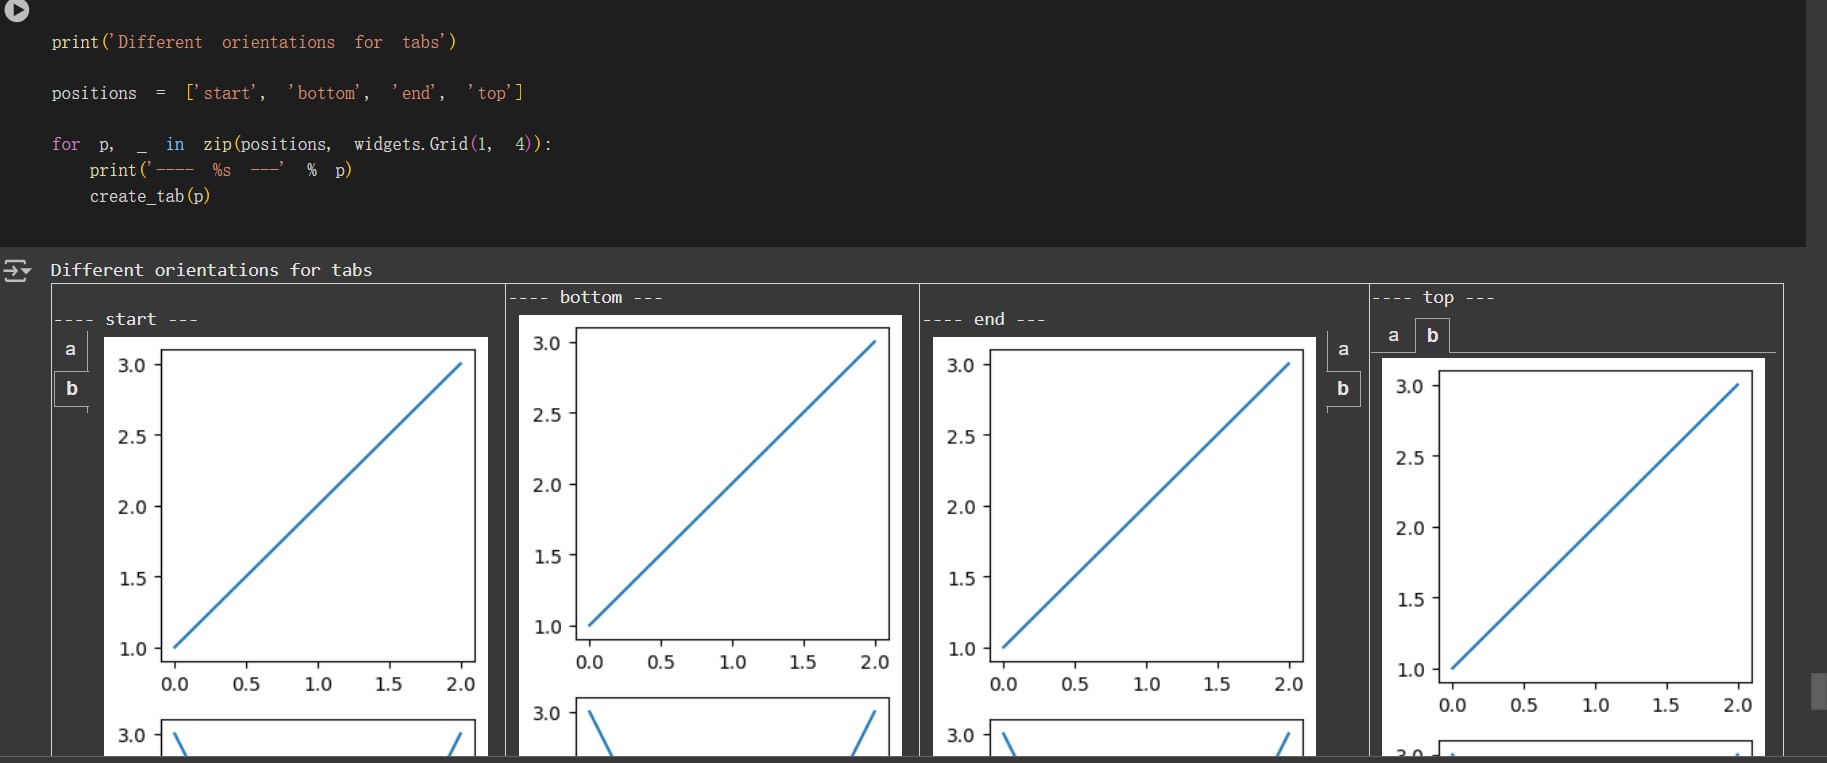 print('Different orientations for tabs')
positions = ['start', 'bottom', 'end', 'top']
for p, _ in zip(positions, widgets.Grid(1, 4)):
print('---- %s ---' % p)
create_tab(p)
Different orientations for tabs
---- start ---
a
b
3.0
2.5
2.0
1.5
1.0
0.0 0.5 1.0 1.5 2.0
3.0
---- bottom ---
3.0
2.5
2.0
1.5
1.0
0.0 0.5 1.0 1.5 2.0
3.0
---- end ---
3.0
2.5
2.0
1.5
1.0
0.0 0.5 1.0 1.5 2.0
3.0
a
b
---- top ---
a b
3.0
2.5
2.0
1.5
1.0
0.0 0.5 1.0 1.5 2.0